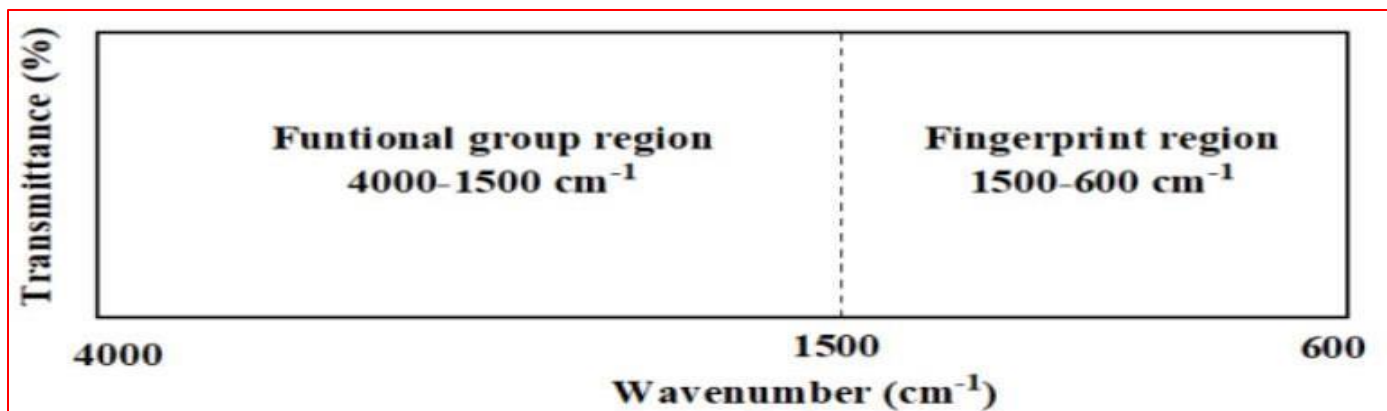 Transmittance (%)
Funtional group region
4000-1500 cm⁻¹
Fingerprint region
1500-600 cm⁻¹
4000
1500
600
Wavenumber (cm⁻¹)